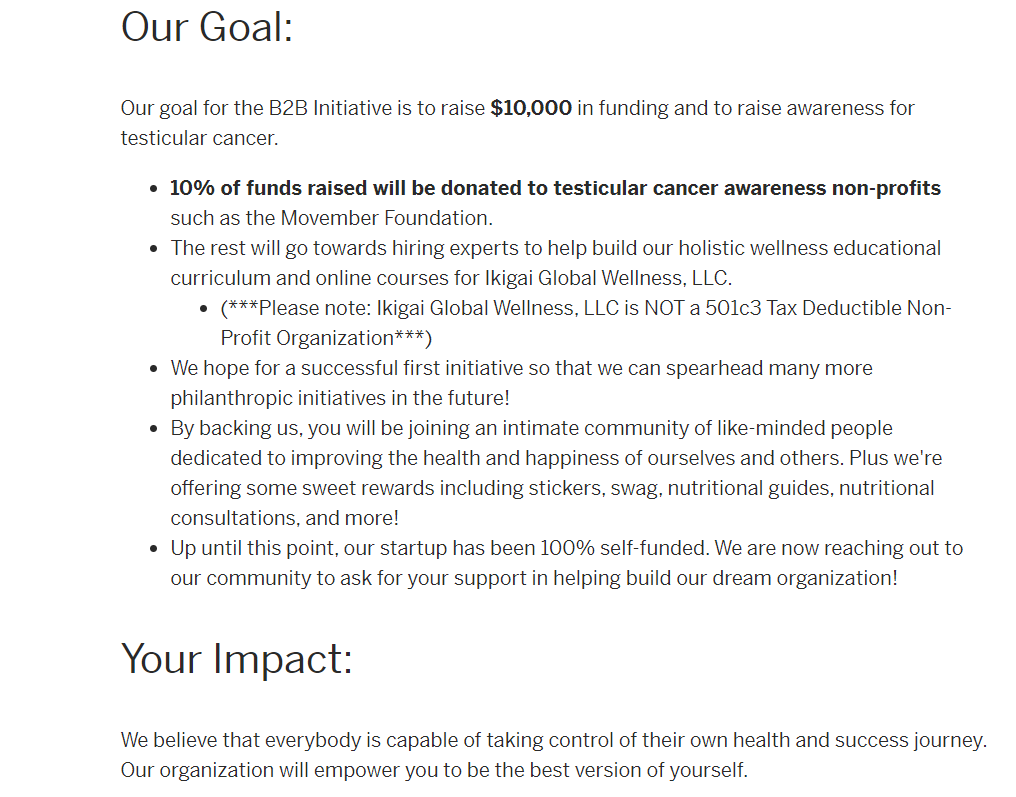 Our Goal:
Our goal for the B2B Initiative is to raise $10,000 in funding and to raise awareness for
testicular cancer.
• 10% of funds raised will be donated to testicular cancer awareness non-profits
such as the Movember Foundation.
• The rest will go towards hiring experts to help build our holistic wellness educational
curriculum and online courses for Ikigai Global Wellness, LLC.
• (***Please note: Ikigai Global Wellness, LLC is NOT a 501c3 Tax Deductible Non-
Profit Organization***)
• We hope for a successful first initiative so that we can spearhead many more
philanthropic initiatives in the future!
• By backing us, you will be joining an intimate community of like-minded people
dedicated to improving the health and happiness of ourselves and others. Plus we're
offering some sweet rewards including stickers, swag, nutritional guides, nutritional
consultations, and more!
• Up until this point, our startup has been 100% self-funded. We are now reaching out to
our community to ask for your support in helping build our dream organization!
Your Impact:
We believe that everybody is capable of taking control of their own health and success journey.
Our organization will empower you to be the best version of yourself.